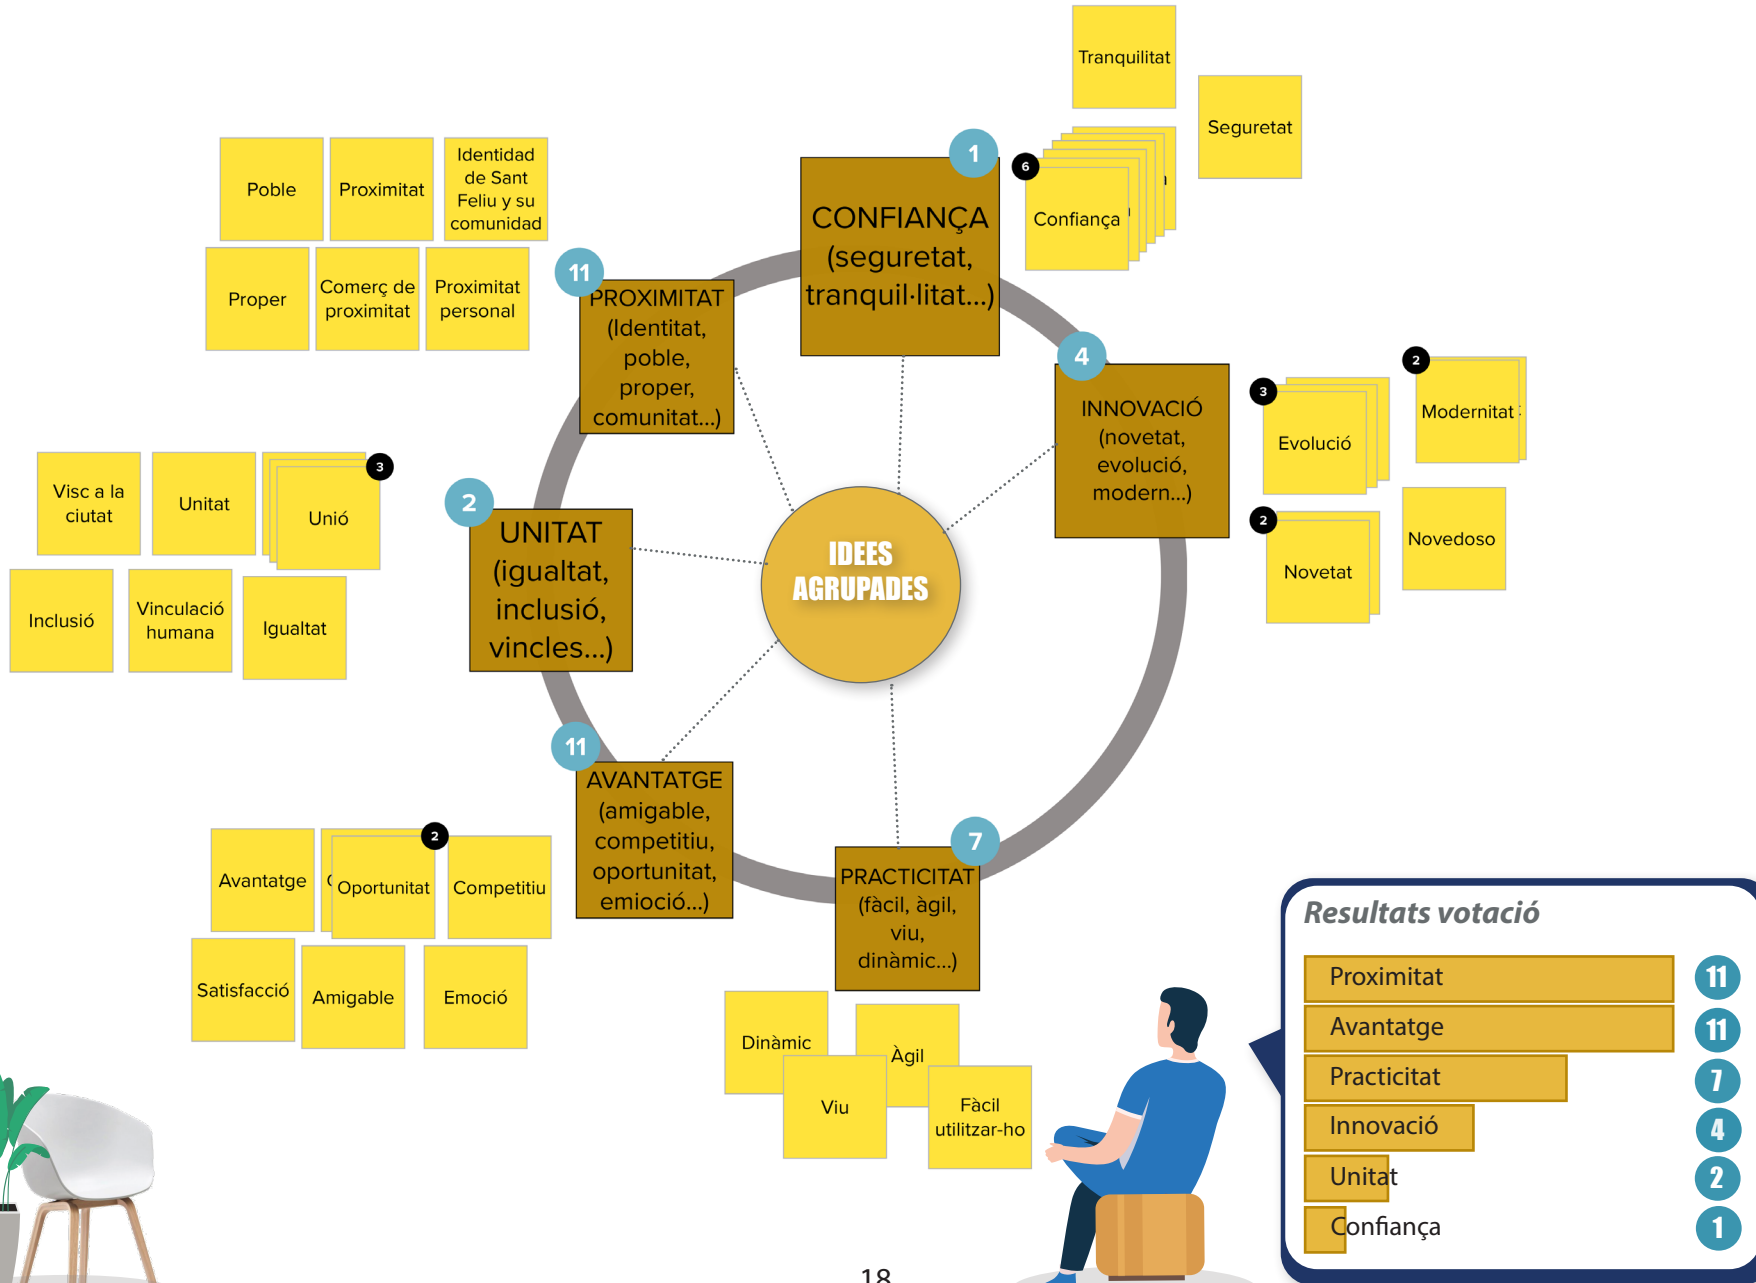 Tranquilitat
Seguretat
6
Confiança
1
CONFIANÇA
(seguretat,
tranquil·litat...)
Poble
Proximitat
Identidad
de Sant
Feliu y su
comunidad
Proper
Comerç de
proximitat
Proximitat
personal
11
PROXIMITAT
(Identitat,
poble,
proper,
comunitat...)
4
INNOVACIÓ
(novetat,
evolució,
modern...)
3
Evolució
2
Modernitat
2
Novetat
Novedoso
Visc a la
ciutat
Unitat
3
Unió
Inclusió
Vinculació
humana
Igualtat
2
UNITAT
(igualtat,
inclusió,
vincles...)
IDEES
AGRUPADES
11
AVANTATGE
(amigable,
competitiu,
oportunitat,
emioció...)
Avantatge
2
Oportunitat
Competitiu
Satisfacció
Amigable
Emoció
7
PRACTICITAT
(fàcil, àgil,
viu,
dinàmic...)
Dinàmic
Viu
Àgil
Fàcil
utilitzar-ho
Resultats votació
Proximitat 11
Avantatge 11
Practicitat 7
Innovació 4
Unitat 2
Confiança 1
18